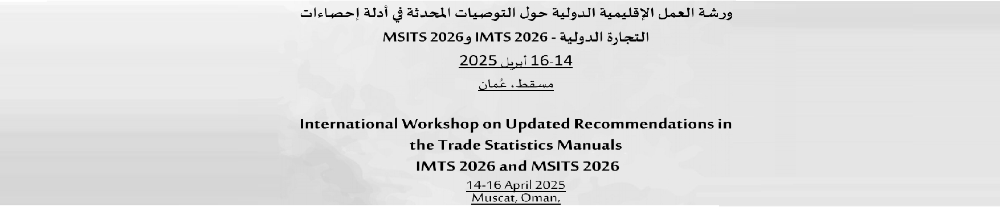 ورشة العمل الإقليمية الدولية حول التوصيات المحدثة في أدلة إحصاءات
التجارة الدولية - IMTS 2026 وMSITS 2026
14-16 أبريل 2025
مسقط، عُمان
International Workshop on Updated Recommendations in
the Trade Statistics Manuals
IMTS 2026 and MSITS 2026
14-16 April 2025
Muscat, Oman,